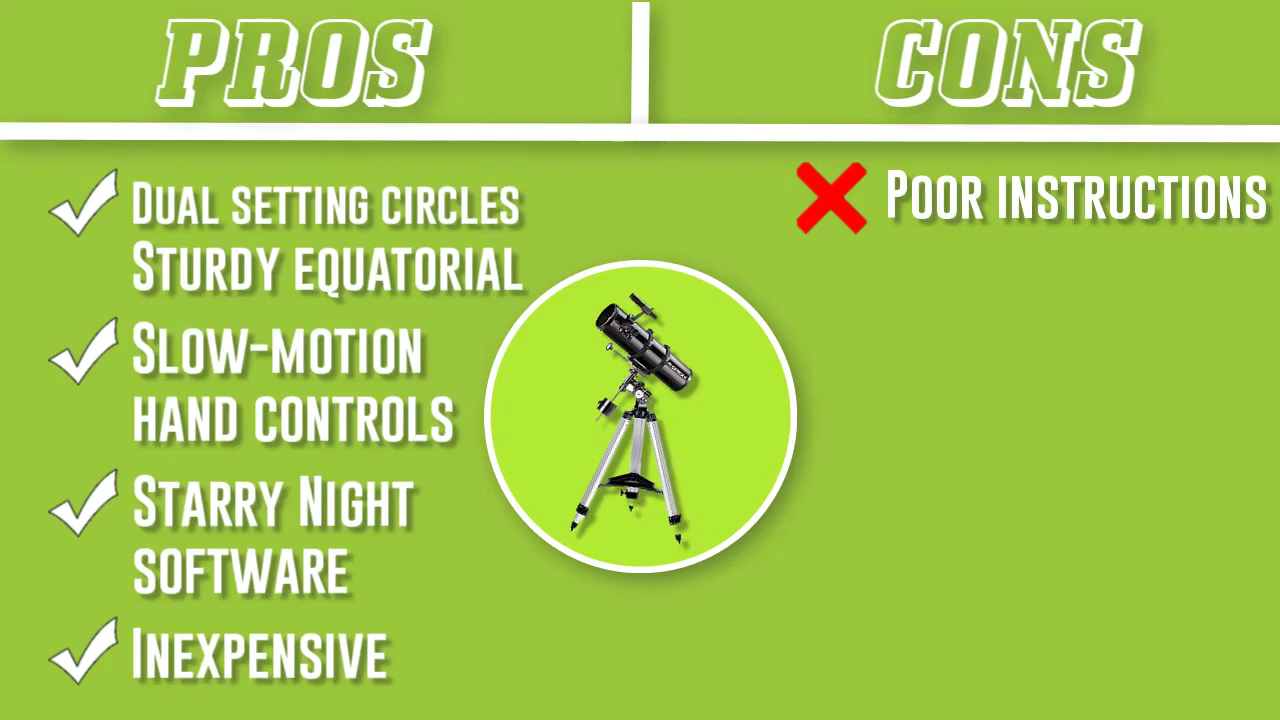 PROS
CONS
DUAL SETTING CIRCLES
STURDY EQUATORIAL
SLOW-MOTION
HAND CONTROLS
STARRY NIGHT
SOFTWARE
INEXPENSIVE
POOR INSTRUCTIONS